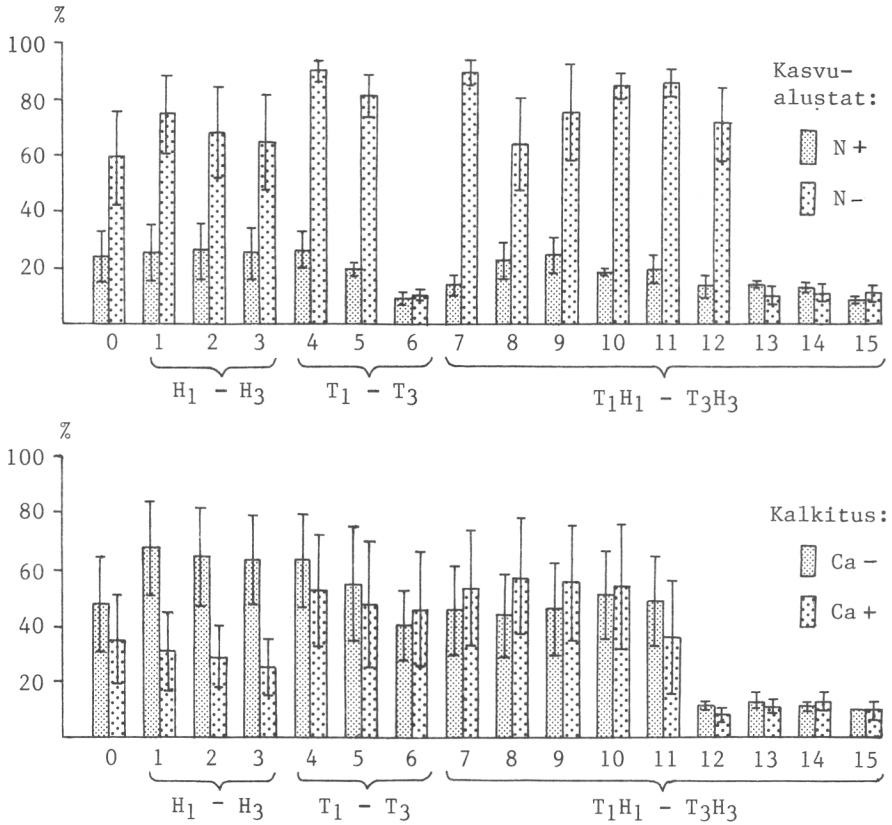 %
100
80
60
40
20
Kasvu-
alustat:
N+
N-
0 1 2 3 4 5 6 7 8 9 10 11 12 13 14 15
H1 - H3 T1 - T3 T1H1 - T3H3
%
100
80
60
40
20
Kalkitus:
Ca-
Ca+
0 1 2 3 4 5 6 7 8 9 10 11 12 13 14 15
H1 - H3 T1 - T3 T1H1 - T3H3